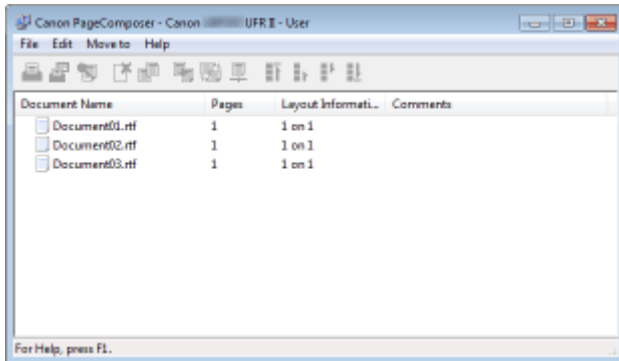 Canon PageComposer - Canon UFR II - User
File Edit Move to Help
Document Name Pages Layout Informati... Comments
Document01.rtf 1 1 on 1
Document02.rtf 1 1 on 1
Document03.rtf 1 1 on 1
For Help, press F1.